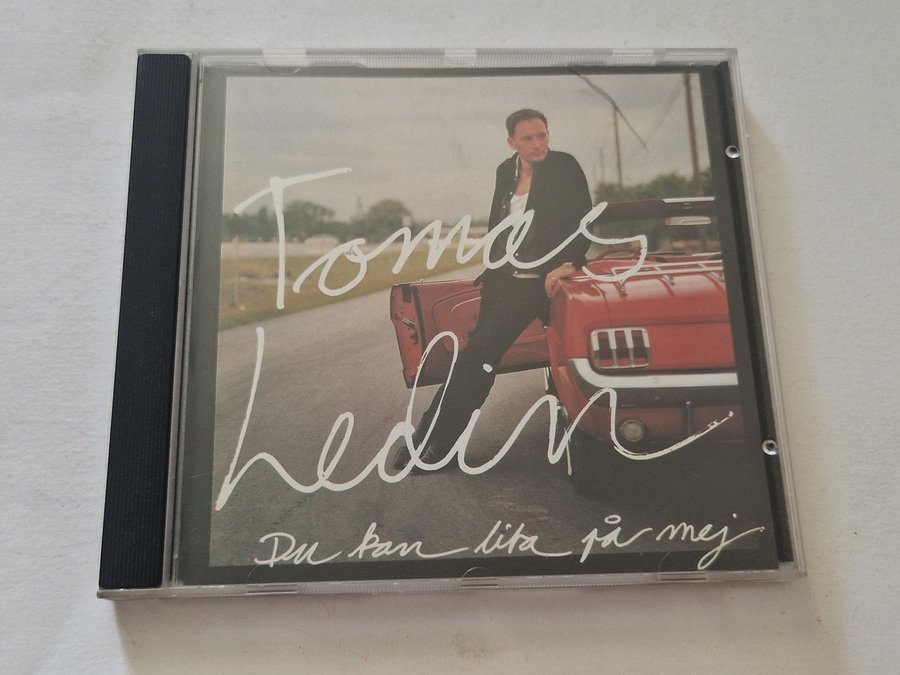 Tomas
Ledin
Du kan lita på mej